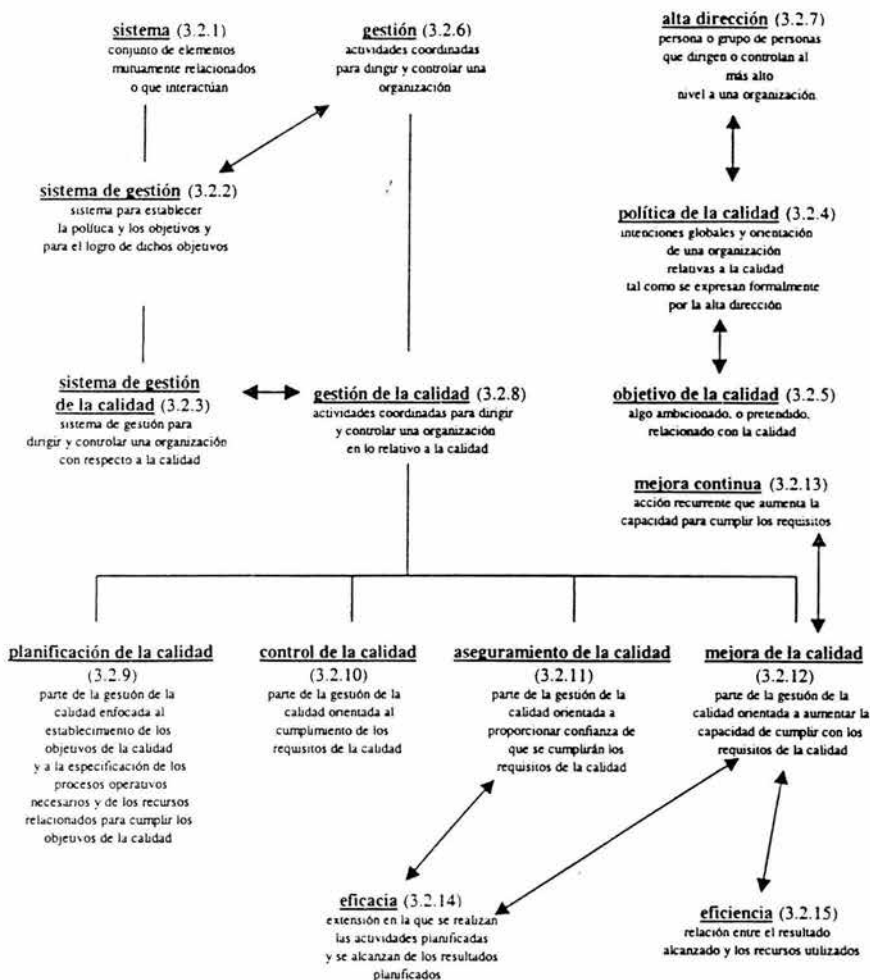 sistema (3.2.1)
conjunto de elementos
mutuamente relacionados
o que interactúan
gestión (3.2.6)
actividades coordinadas
para dirigir y controlar una
organización
alta dirección (3.2.7)
persona o grupo de personas
que dirigen o controlan al
más alto
nivel a una organización
sistema de gestión (3.2.2)
sistema para establecer
la política y los objetivos y
para el logro de dichos objetivos
política de la calidad (3.2.4)
intenciones globales y orientación
de una organización
relativas a la calidad
tal como se expresan formalmente
por la alta dirección
sistema de gestión
de la calidad (3.2.3)
sistema de gestión para
dirigir y controlar una organización
con respecto a la calidad
gestión de la calidad (3.2.8)
actividades coordinadas para dirigir
y controlar una organización
en lo relativo a la calidad
objetivo de la calidad (3.2.5)
algo ambicionado, o pretendido,
relacionado con la calidad
mejora continua (3.2.13)
acción recurrente que aumenta la
capacidad para cumplir los requisitos
planificación de la calidad
(3.2.9)
parte de la gestión de la
calidad enfocada al
establecimiento de los
objetivos de la calidad
y a la especificación de los
procesos operativos
necesarios y de los recursos
relacionados para cumplir los
objetivos de la calidad
control de la calidad
(3.2.10)
parte de la gestión de la
calidad orientada al
cumplimiento de los
requisitos de la calidad
aseguramiento de la calidad
(3.2.11)
parte de la gestión de la
calidad orientada a
proporcionar confianza de
que se cumplirán los
requisitos de la calidad
mejora de la calidad
(3.2.12)
parte de la gestión de la
calidad orientada a aumentar la
capacidad de cumplir con los
requisitos de la calidad
eficacia (3.2.14)
extensión en la que se realizan
las actividades planificadas
y se alcanzan de los resultados
planificados
eficiencia (3.2.15)
relación entre el resultado
alcanzado y los recursos utilizados